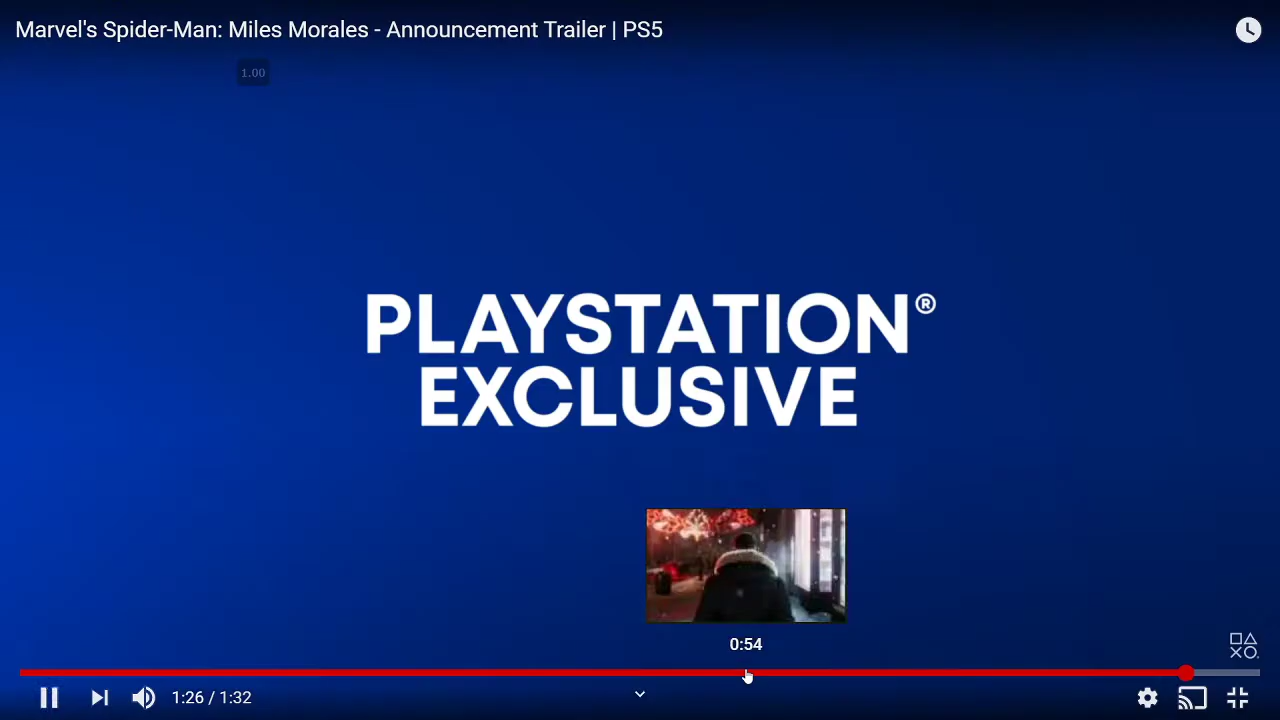 Marvel's Spider-Man: Miles Morales - Announcement Trailer | PS5
1.00
PLAYSTATION®
EXCLUSIVE
0:54
1:26 / 1:32